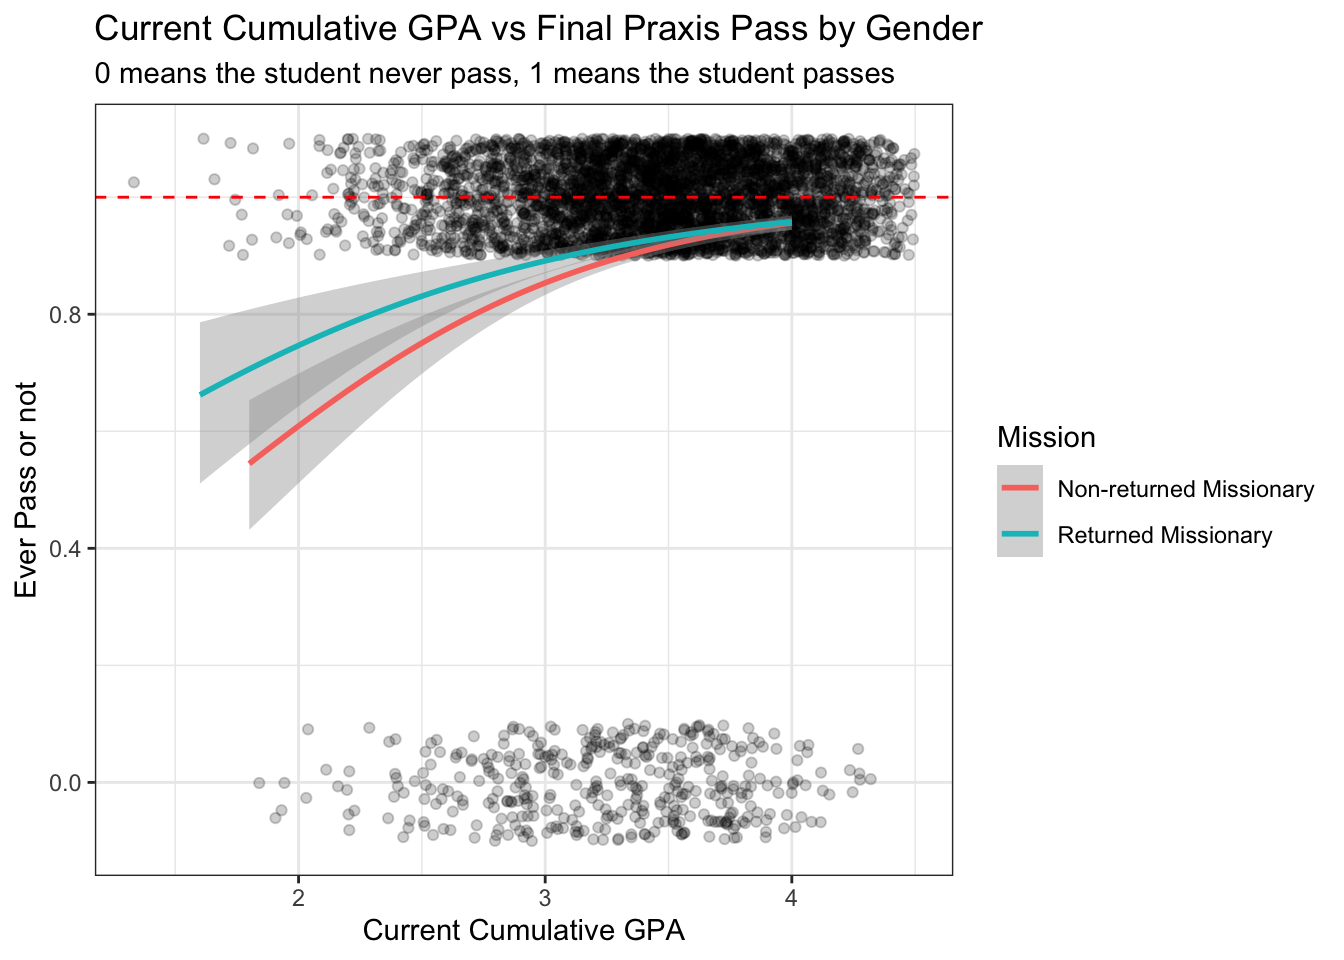 Current Cumulative GPA vs Final Praxis Pass by Gender
0 means the student never pass, 1 means the student passes
Ever Pass or not
0.8
0.4
0.0
2 3 4
Current Cumulative GPA
Mission
Non-returned Missionary
Returned Missionary